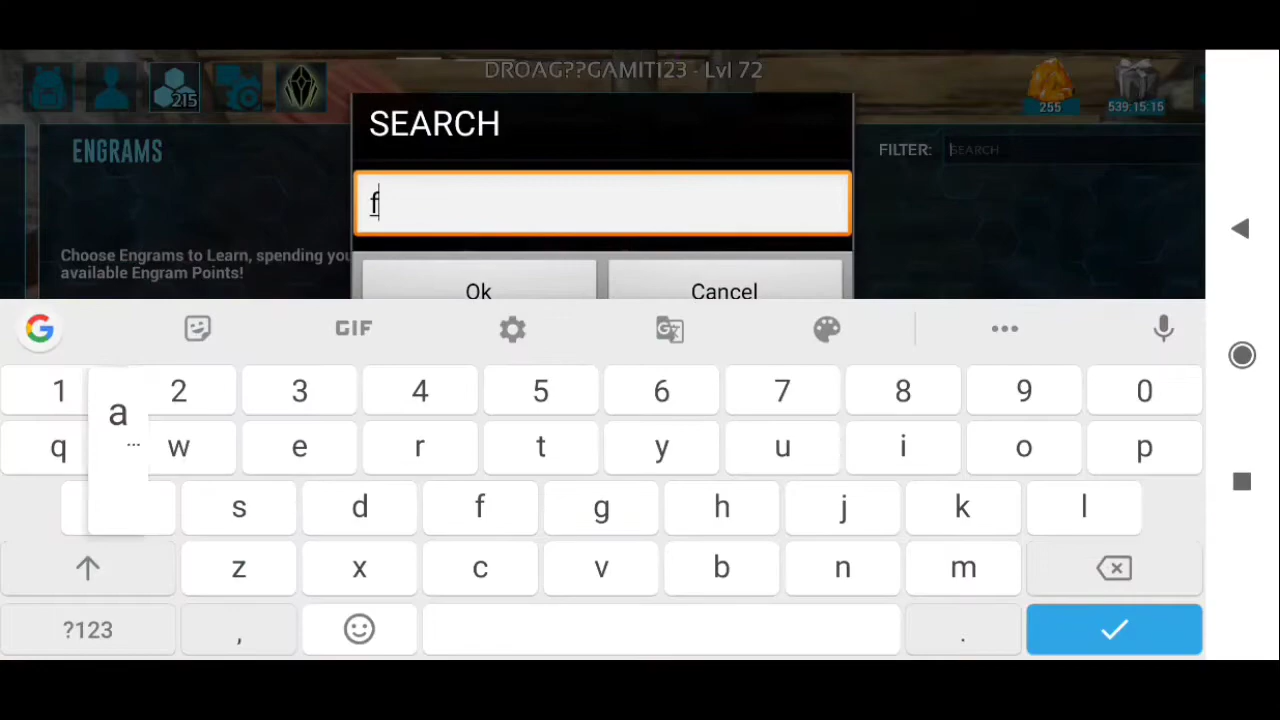 DROAG??GAMIT123 - Lvl 72
215
255
539:15:15
SEARCH
ENGRAMS
FILTER: SEARCH
f
Choose Engrams to Learn, spending you
available Engram Points!
Ok Cancel
GIF
1 2 3 4 5 6 7 8 9 0
a ...
q w e r t y u i o p
s d f g h j k l
z x c v b n m
?123 , .